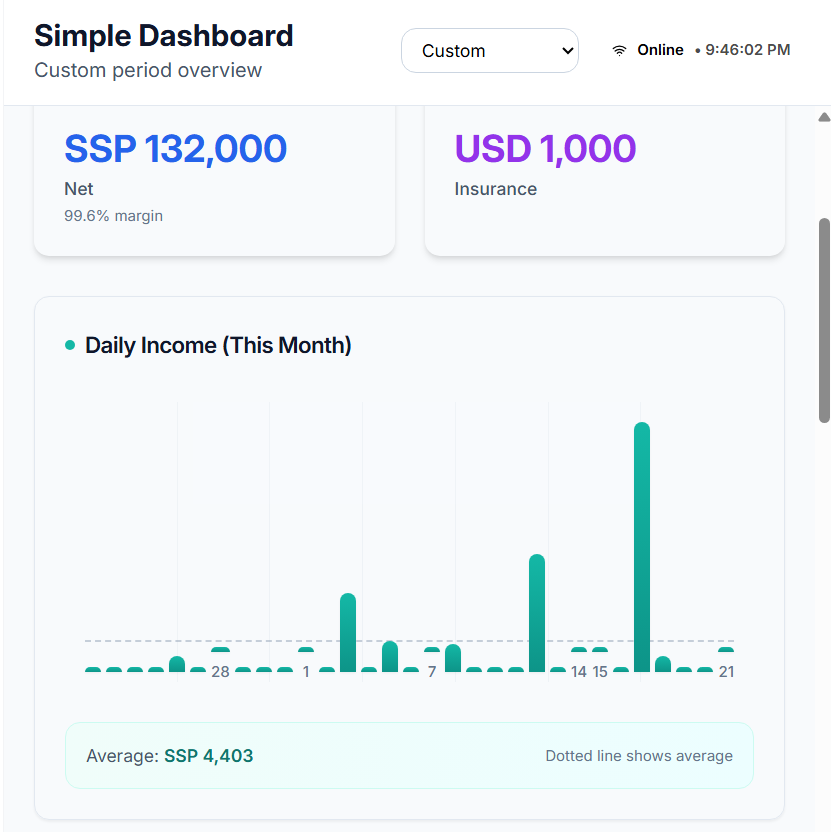 Simple Dashboard
Custom period overview
Custom
Online • 9:46:02 PM
SSP 132,000
Net
99.6% margin
USD 1,000
Insurance
Daily Income (This Month)
28 1 7 14 15 21
Average: SSP 4,403
Dotted line shows average